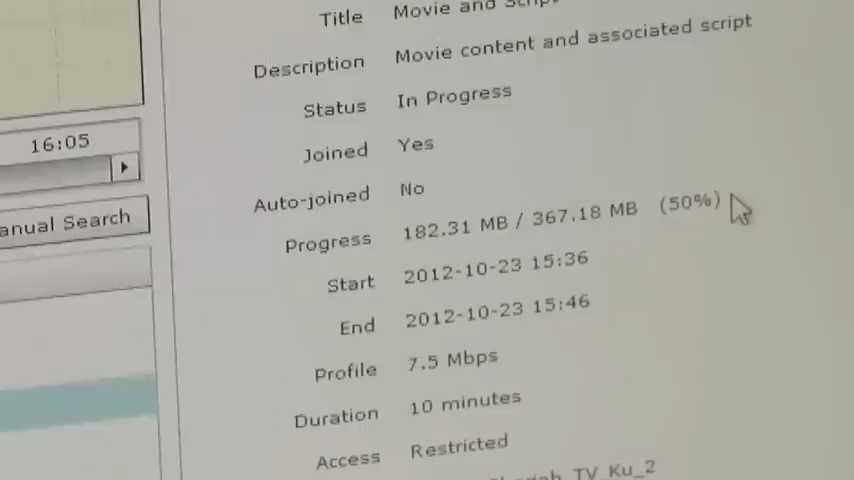 Title Movie and
Description Movie content and associated script
Status In Progress
Joined Yes
Auto-joined No
Progress 182.31 MB / 367.18 MB (50%)
Start 2012-10-23 15:36
End 2012-10-23 15:46
Profile 7.5 Mbps
Duration 10 minutes
Access Restricted
TV_Ku_2
16:05
Search